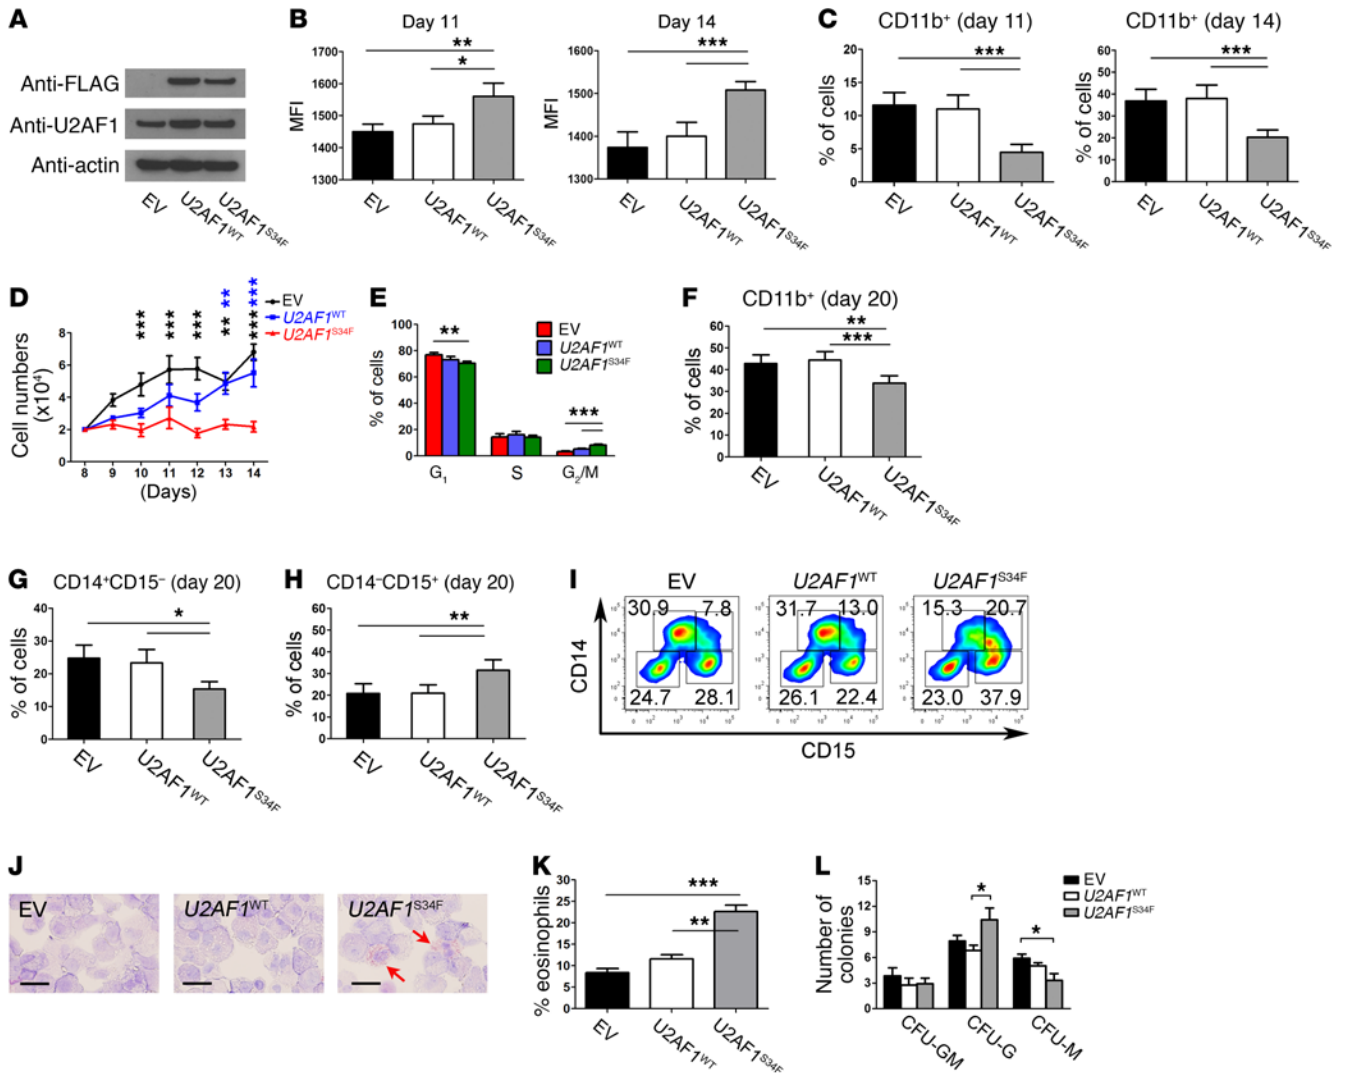 A
Anti-FLAG
Anti-U2AF1
Anti-actin
EV
U2AF1WT
U2AF1S34F
B
Day 11
**
*
MFI
1700
1600
1500
1400
1300
EV
U2AF1WT
U2AF1S34F
Day 14
***
MFI
1600
1500
1400
1300
EV
U2AF1WT
U2AF1S34F
C
CD11b+ (day 11)
***
% of cells
20
15
10
5
0
EV
U2AF1WT
U2AF1S34F
CD11b+ (day 14)
***
% of cells
60
50
40
30
20
10
0
EV
U2AF1WT
U2AF1S34F
D
EV
U2AF1WT
U2AF1S34F
*** *** *** ** ***
** ***
Cell numbers
(x10⁴)
8
6
4
2
0
8 9 10 11 12 13 14
(Days)
E
EV
U2AF1WT
U2AF1S34F
**
***
% of cells
100
80
60
40
20
0
G1 S G2/M
F
CD11b+ (day 20)
**
***
% of cells
60
50
40
30
20
10
0
EV
U2AF1WT
U2AF1S34F
G
CD14+CD15– (day 20)
*
% of cells
40
30
20
10
0
EV
U2AF1WT
U2AF1S34F
H
CD14–CD15+ (day 20)
**
% of cells
60
50
40
30
20
10
0
EV
U2AF1WT
U2AF1S34F
I
EV U2AF1WT U2AF1S34F
30.9 7.8 31.7 13.0 15.3 20.7
24.7 28.1 26.1 22.4 23.0 37.9
CD14
CD15
J
EV
U2AF1WT
U2AF1S34F
K
***
**
% eosinophils
30
25
20
15
10
5
0
EV
U2AF1WT
U2AF1S34F
L
EV
U2AF1WT
U2AF1S34F
*
*
Number of
colonies
15
12
9
6
3
0
CFU-GM
CFU-G
CFU-M